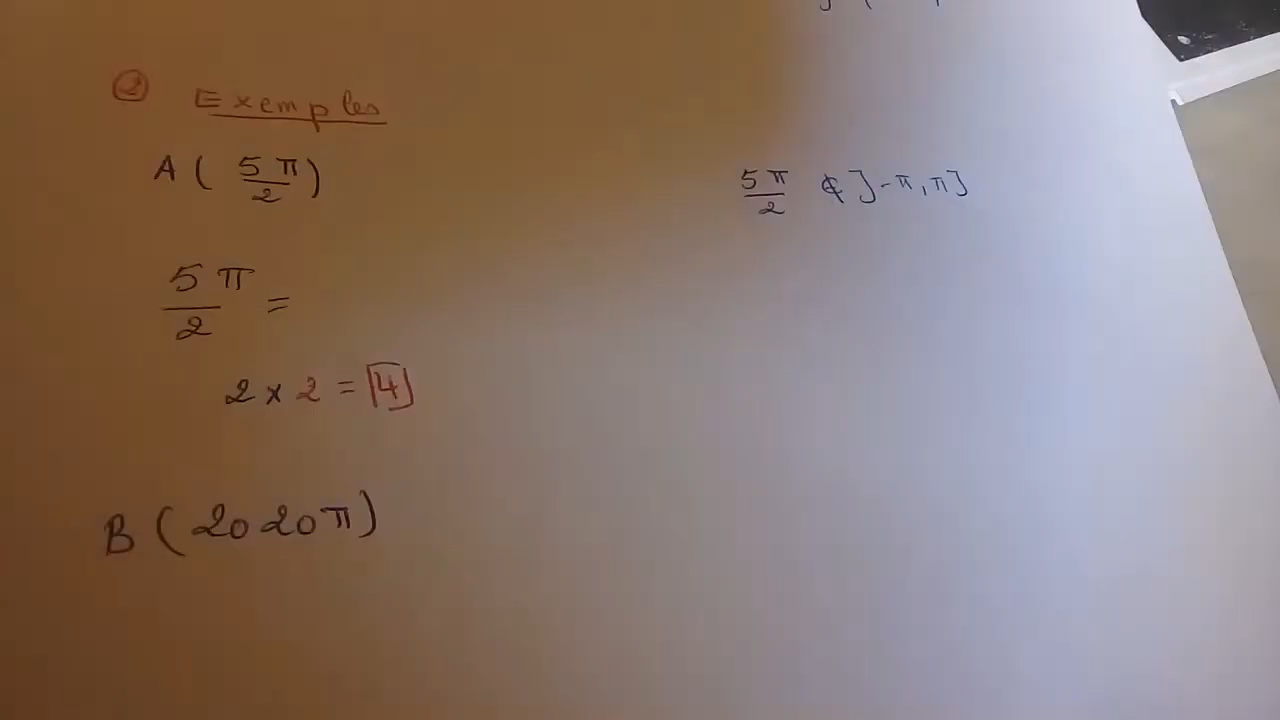 ② Exemples
A ( 5π/2 )
5π/2 ∉ ]-π, π]
5π/2 =
2 × 2 = 4
B ( 2020π )